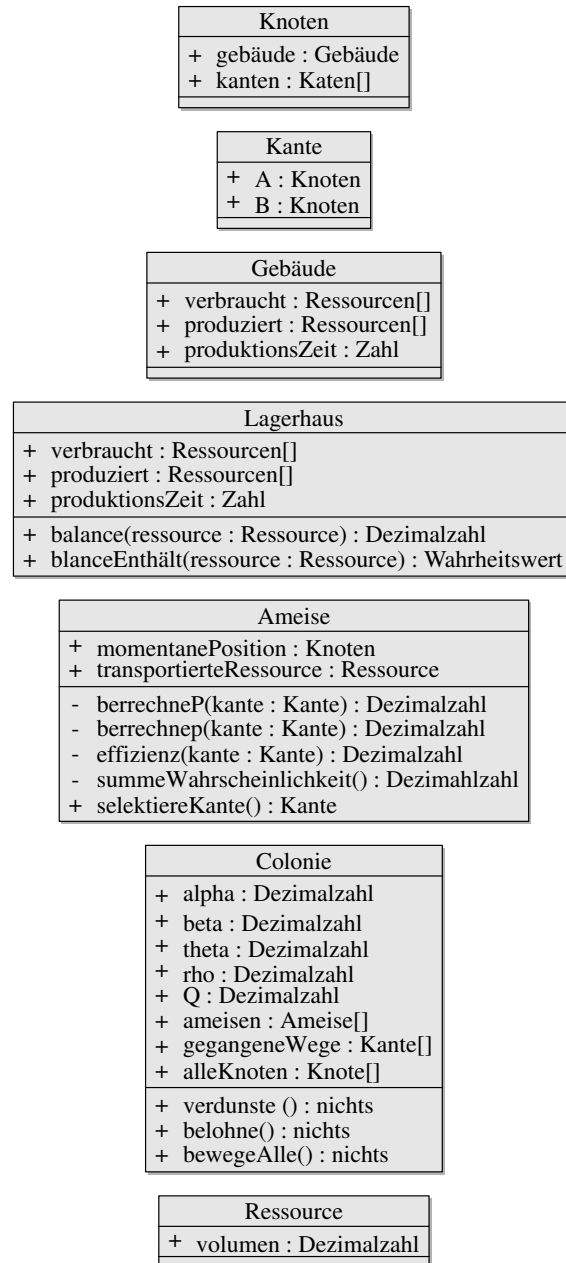 Knoten
+ gebäude : Gebäude
+ kanten : Katen[]
Kante
+ A : Knoten
+ B : Knoten
Gebäude
+ verbraucht : Ressourcen[]
+ produziert : Ressourcen[]
+ produktionsZeit : Zahl
Lagerhaus
+ verbraucht : Ressourcen[]
+ produziert : Ressourcen[]
+ produktionsZeit : Zahl
+ balance(ressource : Ressource) : Dezimalzahl
+ blanceEnthält(ressource : Ressource) : Wahrheitswert
Ameise
+ momentanePosition : Knoten
+ transportierteRessource : Ressource
- berrechneP(kante : Kante) : Dezimalzahl
- berrechnep(kante : Kante) : Dezimalzahl
- effizienz(kante : Kante) : Dezimalzahl
- summeWahrscheinlichkeit() : Dezimahlzahl
+ selektiereKante() : Kante
Colonie
+ alpha : Dezimalzahl
+ beta : Dezimalzahl
+ theta : Dezimalzahl
+ rho : Dezimalzahl
+ Q : Dezimalzahl
+ ameisen : Ameise[]
+ gegangeneWege : Kante[]
+ alleKnoten : Knote[]
+ verdunste () : nichts
+ belohne() : nichts
+ bewegeAlle() : nichts
Ressource
+ volumen : Dezimalzahl